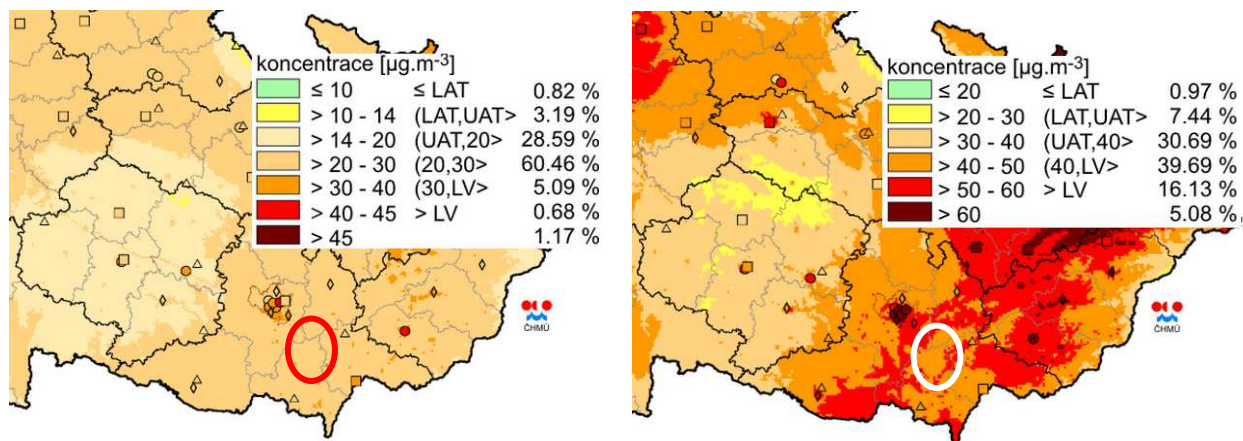 koncentrace [µg.m-3]
≤ 10 ≤ LAT 0.82 %
> 10 - 14 (LAT,UAT> 3.19 %
> 14 - 20 (UAT,20> 28.59 %
> 20 - 30 (20,30> 60.46 %
> 30 - 40 (30,LV> 5.09 %
> 40 - 45 > LV 0.68 %
> 45 1.17 %
ČHMÚ
koncentrace [µg.m-3]
≤ 20 ≤ LAT 0.97 %
> 20 - 30 (LAT,UAT> 7.44 %
> 30 - 40 (UAT,40> 30.69 %
> 40 - 50 (40,LV> 39.69 %
> 50 - 60 > LV 16.13 %
> 60 5.08 %
ČHMÚ